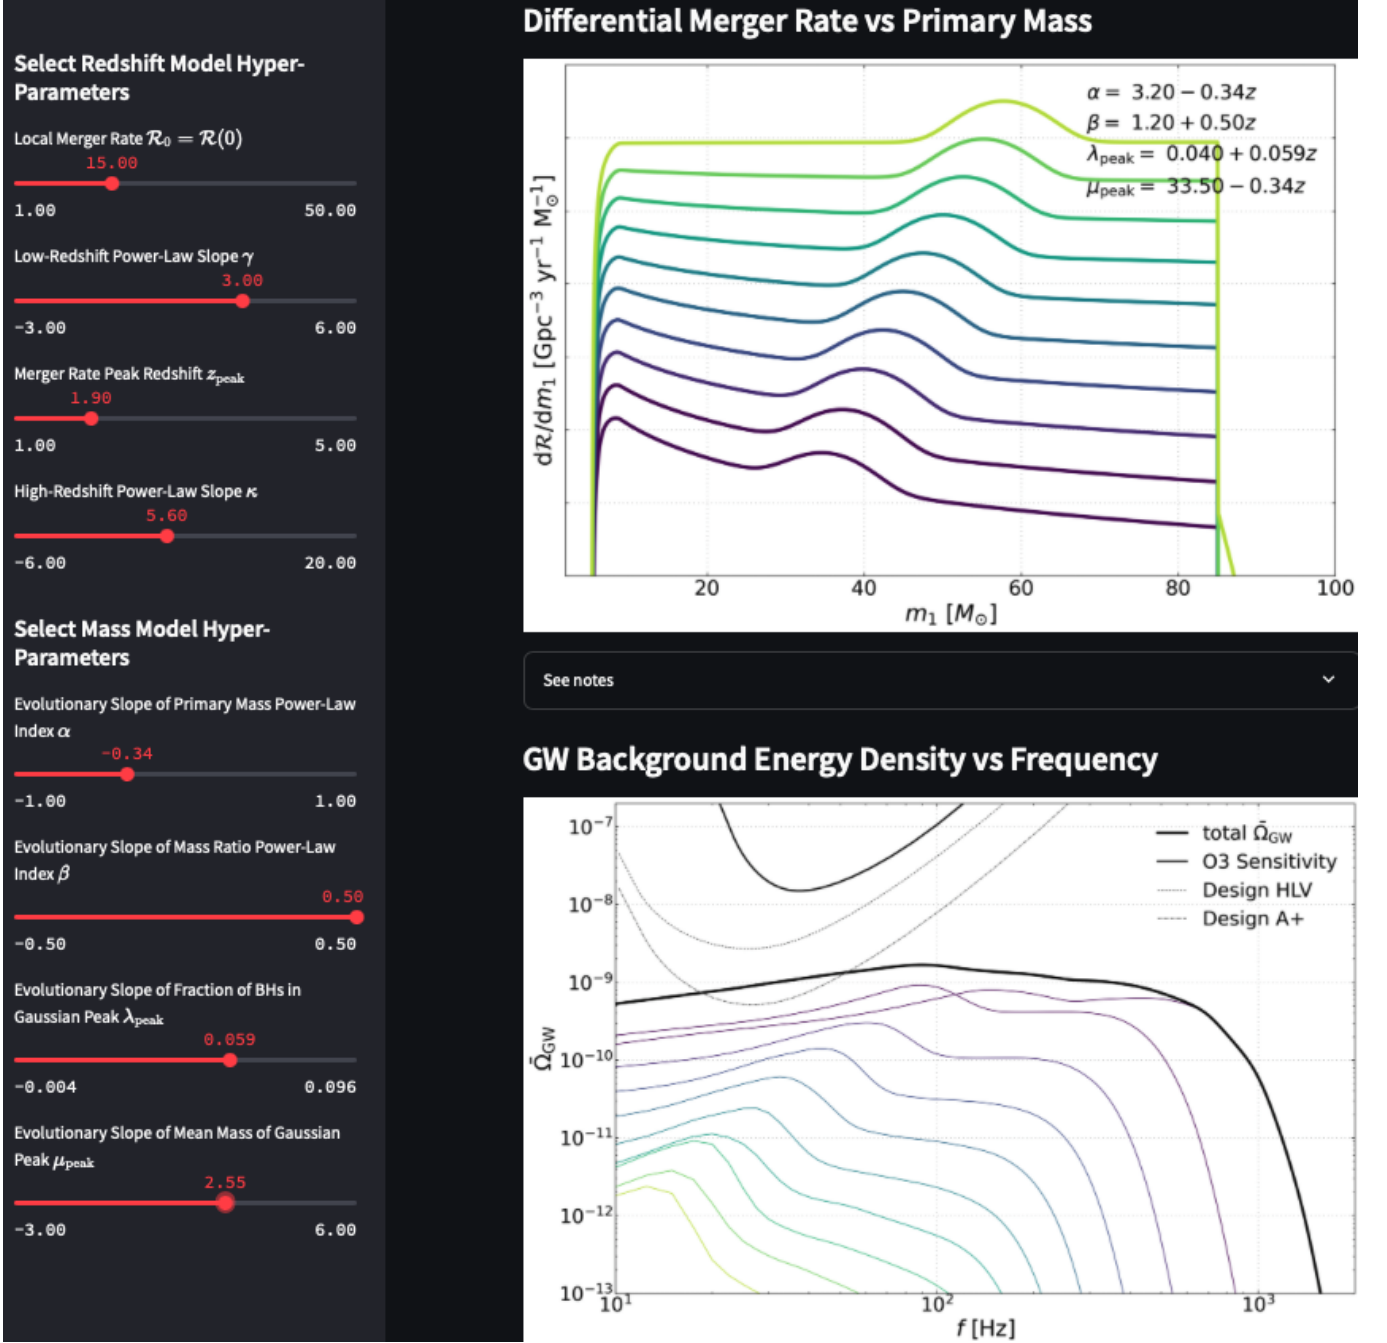 Select Redshift Model Hyper-
Parameters
Local Merger Rate ℛ₀ = ℛ(0)
15.00
1.00 50.00
Low-Redshift Power-Law Slope γ
3.00
-3.00 6.00
Merger Rate Peak Redshift z_peak
1.90
1.00 5.00
High-Redshift Power-Law Slope κ
5.60
-6.00 20.00
Select Mass Model Hyper-
Parameters
Evolutionary Slope of Primary Mass Power-Law
Index α
-0.34
-1.00 1.00
Evolutionary Slope of Mass Ratio Power-Law
Index β
0.50
-0.50 0.50
Evolutionary Slope of Fraction of BHs in
Gaussian Peak λ_peak
0.059
-0.004 0.096
Evolutionary Slope of Mean Mass of Gaussian
Peak μ_peak
2.55
-3.00 6.00
Differential Merger Rate vs Primary Mass
α = 3.20 − 0.34z
β = 1.20 + 0.50z
λ_peak = 0.040 + 0.059z
μ_peak = 33.50 − 0.34z
dℛ/dm₁ [Gpc⁻³ yr⁻¹ M⊙⁻¹]
20 40 60 80 100
m₁ [M⊙]
See notes
GW Background Energy Density vs Frequency
total Ω̄_GW
O3 Sensitivity
Design HLV
Design A+
10⁻⁷
10⁻⁸
10⁻⁹
10⁻¹⁰
10⁻¹¹
10⁻¹²
10⁻¹³
Ω̄_GW
10¹ 10² 10³
f [Hz]